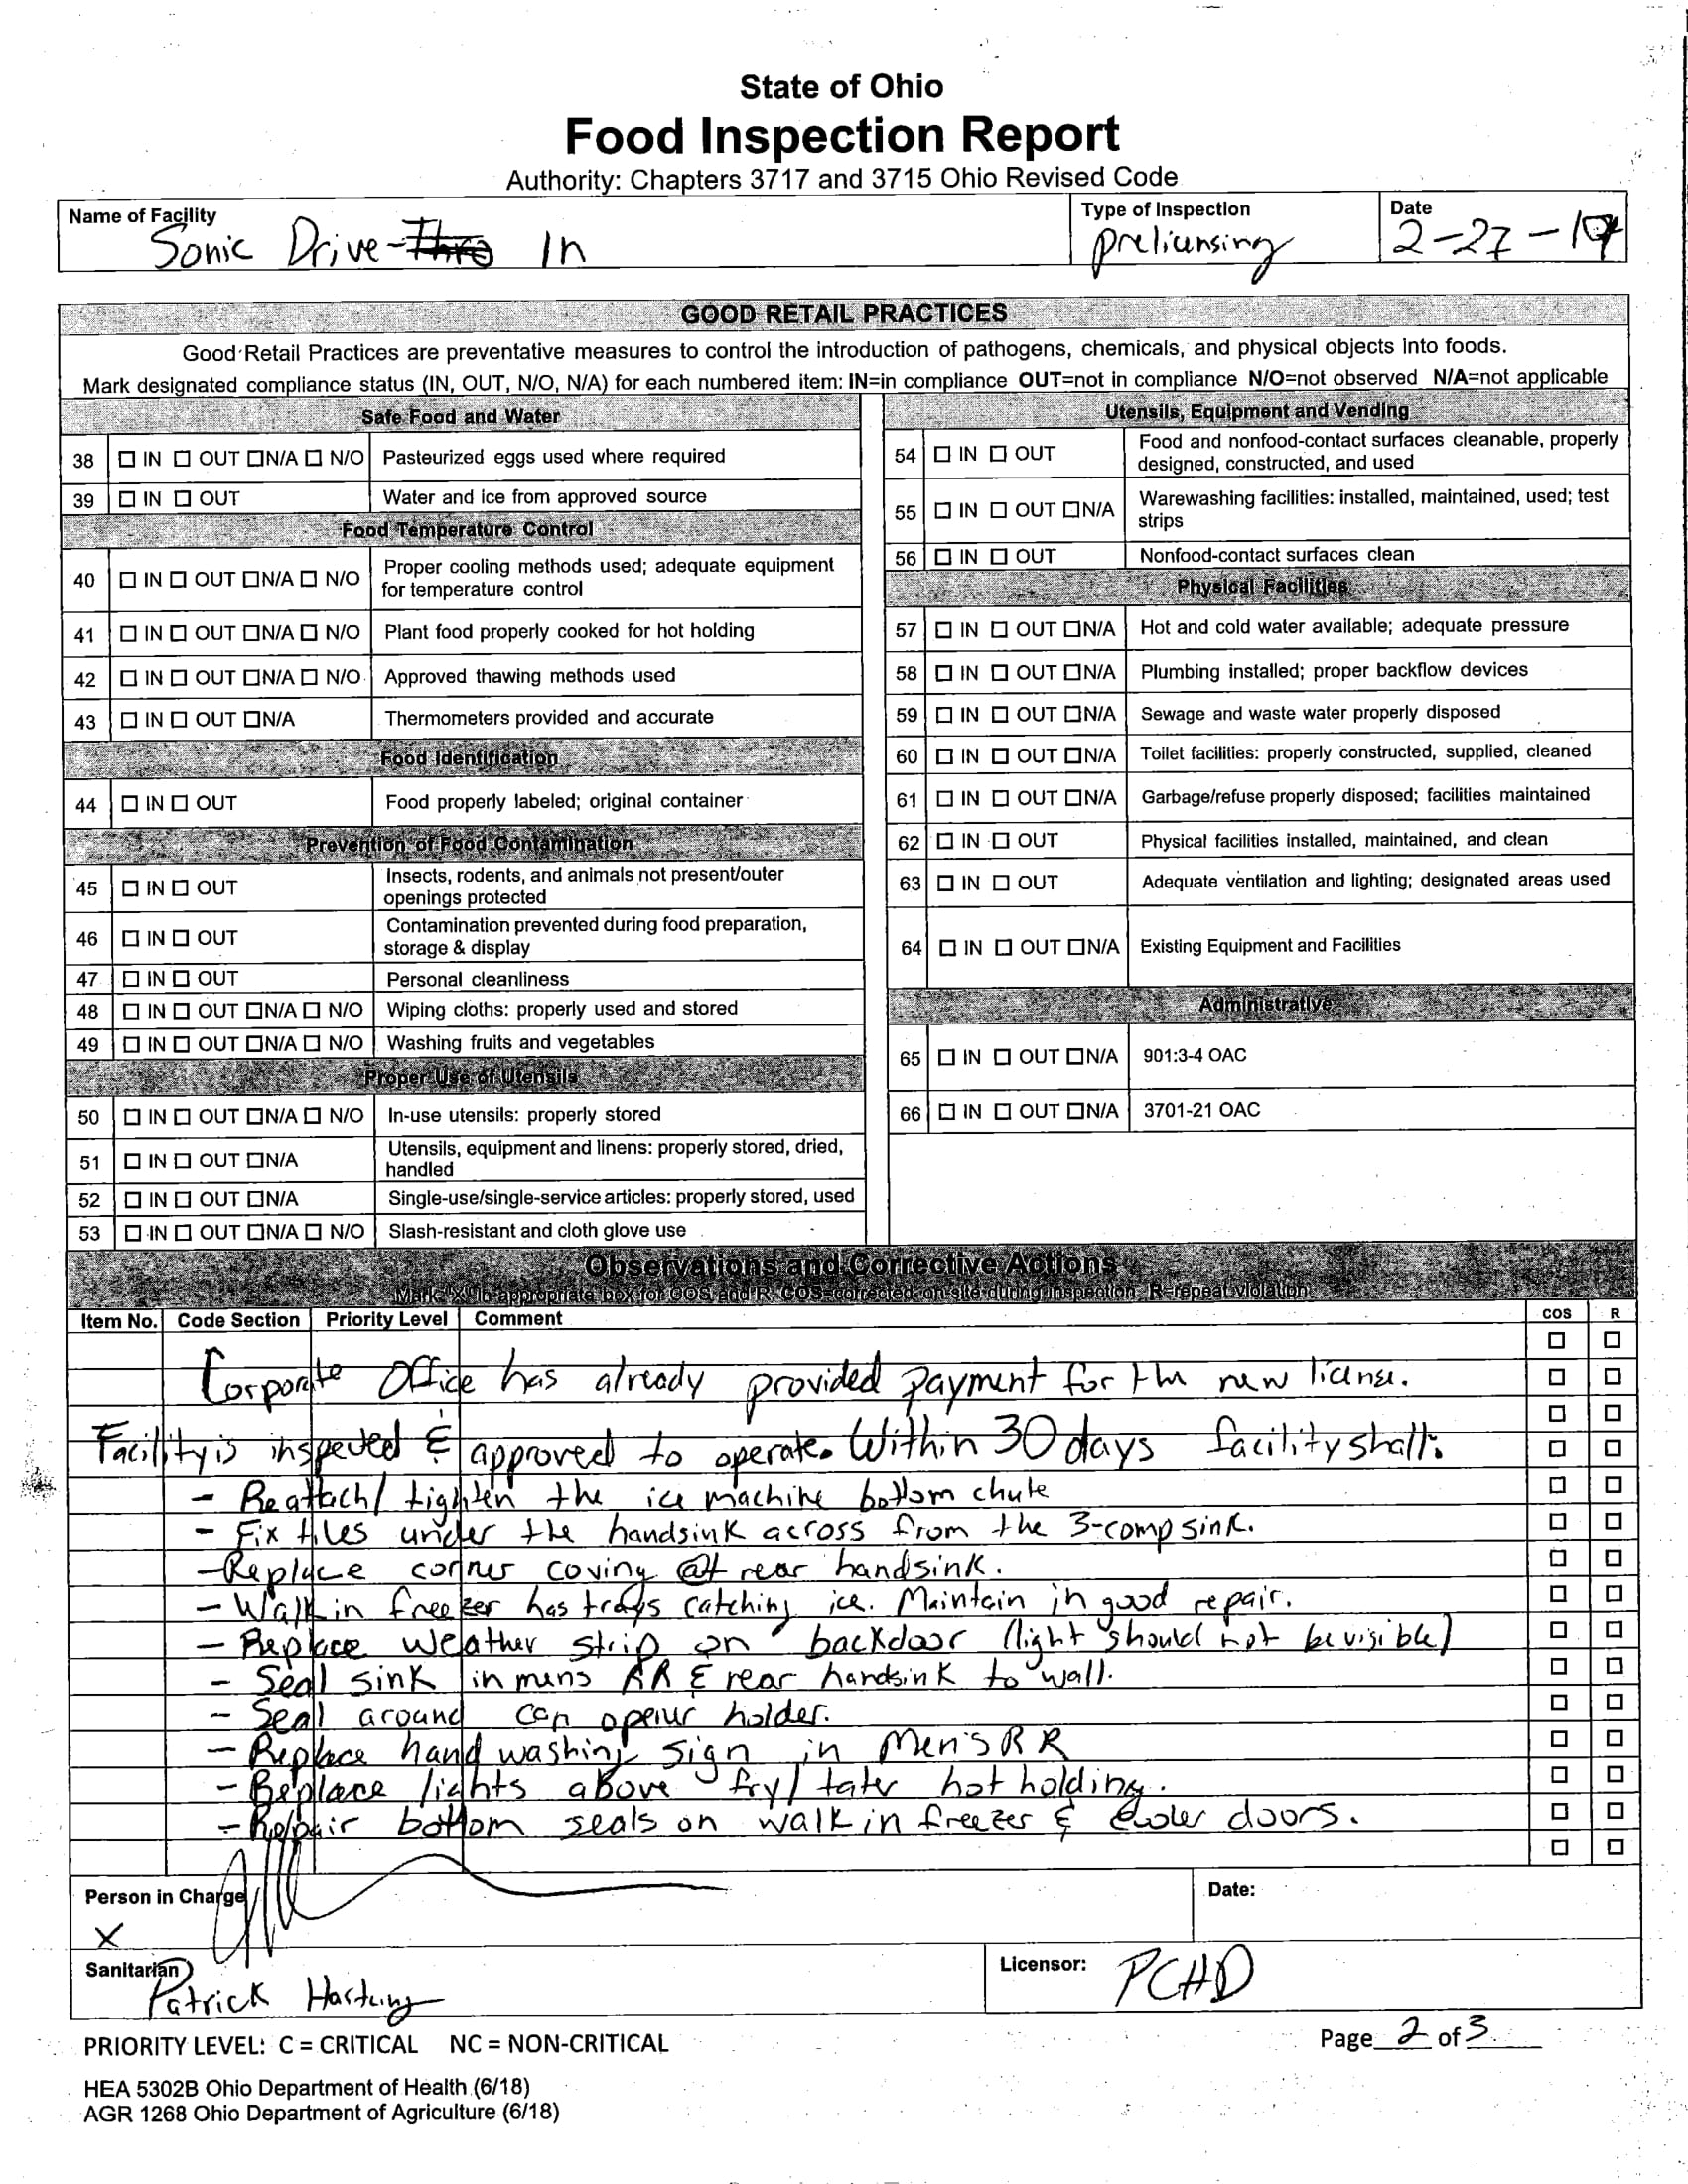 State of Ohio
Food Inspection Report
Authority: Chapters 3717 and 3715 Ohio Revised Code
Name of Facility
Sonic Drive-In
Type of Inspection
prelicensing
Date
2-27-19
GOOD RETAIL PRACTICES
Good Retail Practices are preventative measures to control the introduction of pathogens, chemicals, and physical objects into foods.
Mark designated compliance status (IN, OUT, N/O, N/A) for each numbered item: IN=in compliance OUT=not in compliance N/O=not observed N/A=not applicable
Safe Food and Water
38 ☐ IN ☐ OUT ☐N/A ☐ N/O Pasteurized eggs used where required
39 ☐ IN ☐ OUT Water and ice from approved source
Food Temperature Control
40 ☐ IN ☐ OUT ☐N/A ☐ N/O Proper cooling methods used; adequate equipment
for temperature control
41 ☐ IN ☐ OUT ☐N/A ☐ N/O Plant food properly cooked for hot holding
42 ☐ IN ☐ OUT ☐N/A ☐ N/O Approved thawing methods used
43 ☐ IN ☐ OUT ☐N/A Thermometers provided and accurate
Food Identification
44 ☐ IN ☐ OUT Food properly labeled; original container
Prevention of Food Contamination
45 ☐ IN ☐ OUT Insects, rodents, and animals not present/outer
openings protected
46 ☐ IN ☐ OUT Contamination prevented during food preparation,
storage & display
47 ☐ IN ☐ OUT Personal cleanliness
48 ☐ IN ☐ OUT ☐N/A ☐ N/O Wiping cloths: properly used and stored
49 ☐ IN ☐ OUT ☐N/A ☐ N/O Washing fruits and vegetables
Proper Use of Utensils
50 ☐ IN ☐ OUT ☐N/A ☐ N/O In-use utensils: properly stored
51 ☐ IN ☐ OUT ☐N/A Utensils, equipment and linens: properly stored, dried,
handled
52 ☐ IN ☐ OUT ☐N/A Single-use/single-service articles: properly stored, used
53 ☐ IN ☐ OUT ☐N/A ☐ N/O Slash-resistant and cloth glove use
Utensils, Equipment and Vending
54 ☐ IN ☐ OUT Food and nonfood-contact surfaces cleanable, properly
designed, constructed, and used
55 ☐ IN ☐ OUT ☐N/A Warewashing facilities: installed, maintained, used; test
strips
56 ☐ IN ☐ OUT Nonfood-contact surfaces clean
Physical Facilities
57 ☐ IN ☐ OUT ☐N/A Hot and cold water available; adequate pressure
58 ☐ IN ☐ OUT ☐N/A Plumbing installed; proper backflow devices
59 ☐ IN ☐ OUT ☐N/A Sewage and waste water properly disposed
60 ☐ IN ☐ OUT ☐N/A Toilet facilities: properly constructed, supplied, cleaned
61 ☐ IN ☐ OUT ☐N/A Garbage/refuse properly disposed; facilities maintained
62 ☐ IN ☐ OUT Physical facilities installed, maintained, and clean
63 ☐ IN ☐ OUT Adequate ventilation and lighting; designated areas used
64 ☐ IN ☐ OUT ☐N/A Existing Equipment and Facilities
Administrative
65 ☐ IN ☐ OUT ☐N/A 901:3-4 OAC
66 ☐ IN ☐ OUT ☐N/A 3701-21 OAC
Observations and Corrective Actions
Mark "X" in appropriate box for COS and R: COS=corrected on-site during inspection R=repeat violation
Item No. Code Section Priority Level Comment COS R
Corporate Office has already provided payment for the new license.
Facility is inspected & approved to operate. Within 30 days facility shall:
- Reattach/tighten the ice machine bottom chute
- Fix tiles under the handsink across from the 3-comp sink.
- Replace corner coving @ rear handsink.
- Walk in freezer has trays catching ice. Maintain in good repair.
- Replace weather strip on backdoor (light should not be visible)
- Seal sink in mens RR & rear handsink to wall.
- Seal around can opener holder.
- Replace hand washing sign in Men's RR
- Replace lights above fry/tater hot holding.
- Repair bottom seals on walk in freezer & cooler doors.
Person in Charge
X
Date:
Sanitarian
Patrick Hartung
Licensor: PCHD
PRIORITY LEVEL: C = CRITICAL NC = NON-CRITICAL
Page 2 of 3
HEA 5302B Ohio Department of Health (6/18)
AGR 1268 Ohio Department of Agriculture (6/18)